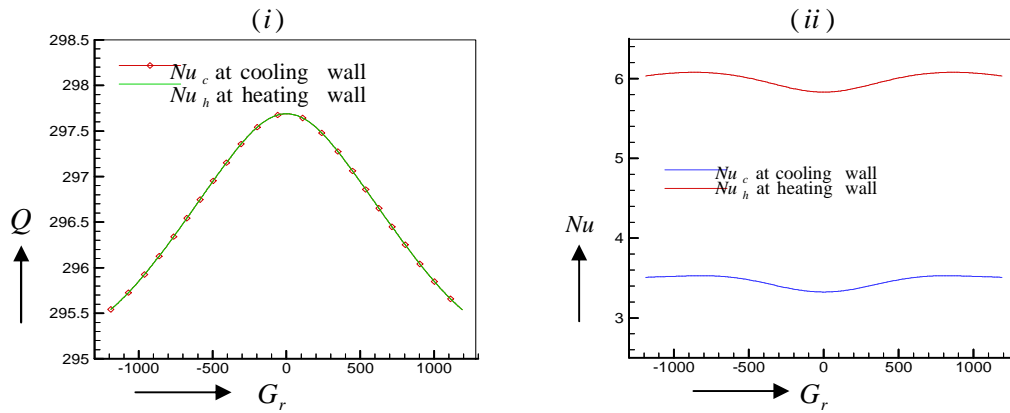 (i)
298.5
298
297.5
297
296.5
296
295.5
295
Nu c at cooling wall
Nu h at heating wall
Q
-1000 -500 0 500 1000
G r
(ii)
6
5
4
3
Nu c at cooling wall
Nu h at heating wall
Nu
-1000 -500 0 500 1000
G r